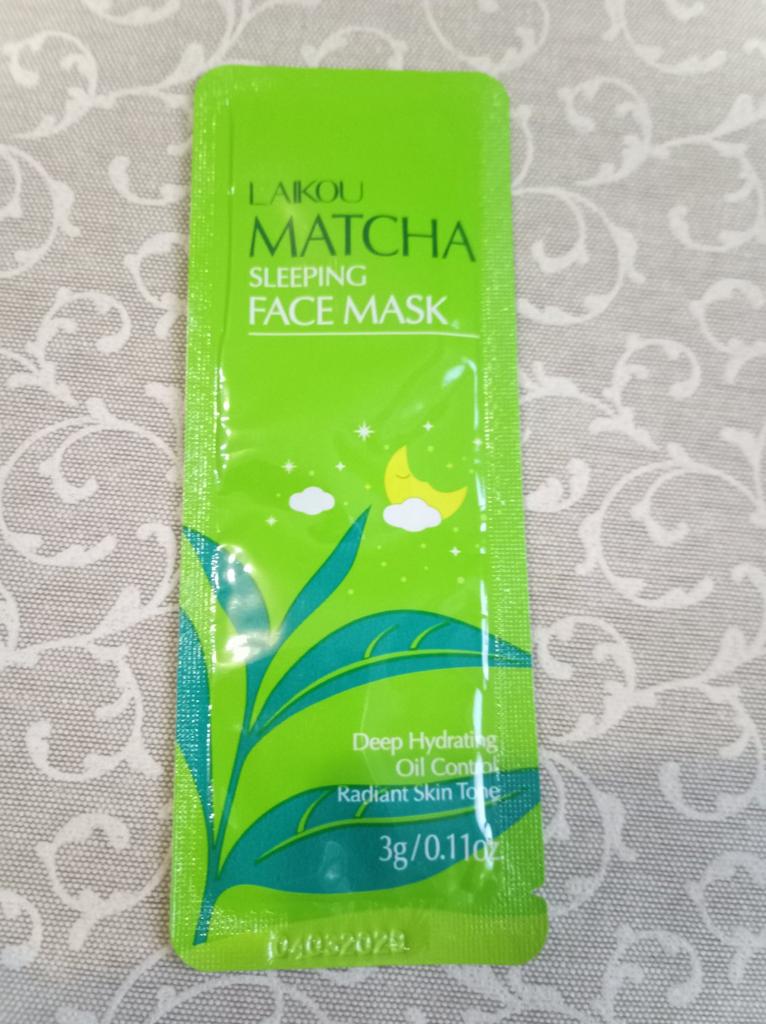 LAIKOU
MATCHA
SLEEPING
FACE MASK
Deep Hydrating
Oil Control
Radiant Skin Tone
3g/0.11oz